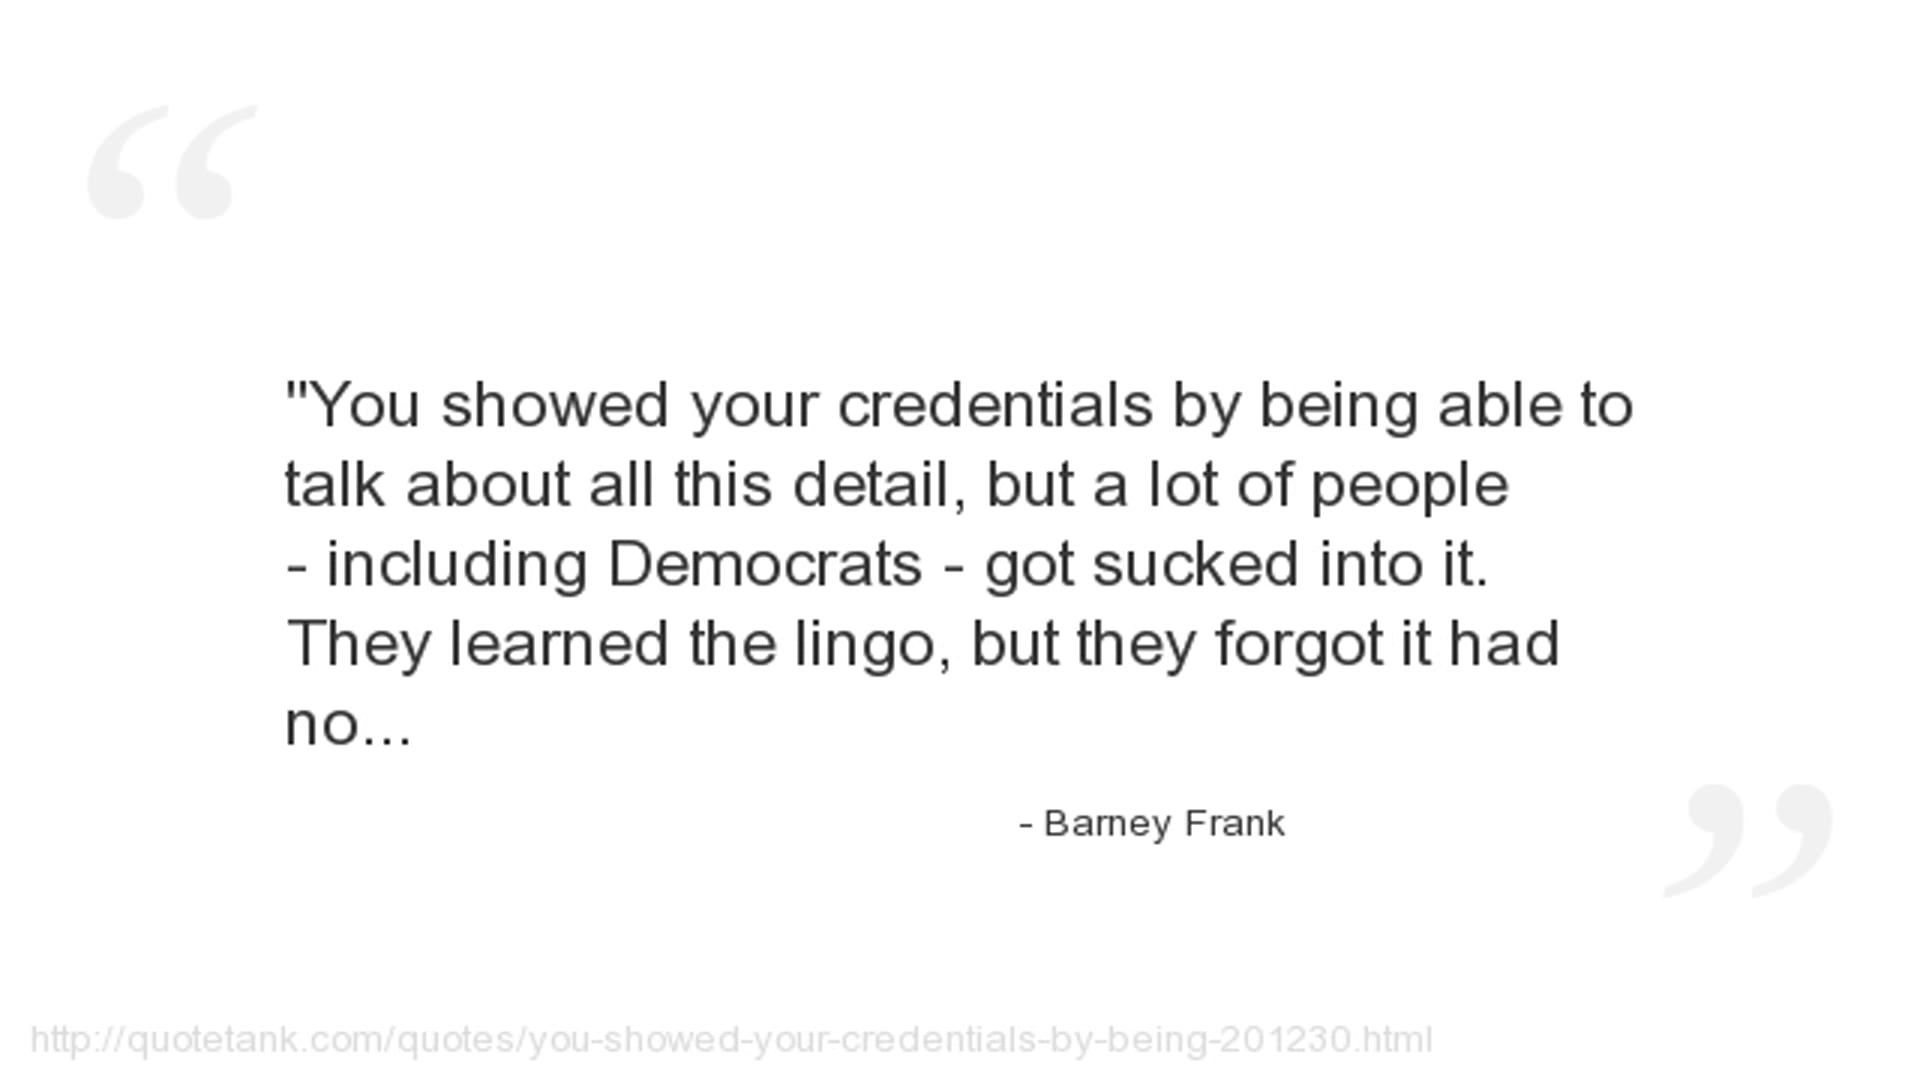 "You showed your credentials by being able to
talk about all this detail, but a lot of people
- including Democrats - got sucked into it.
They learned the lingo, but they forgot it had
no...
- Barney Frank
http://quotetank.com/quotes/you-showed-your-credentials-by-being-201230.html